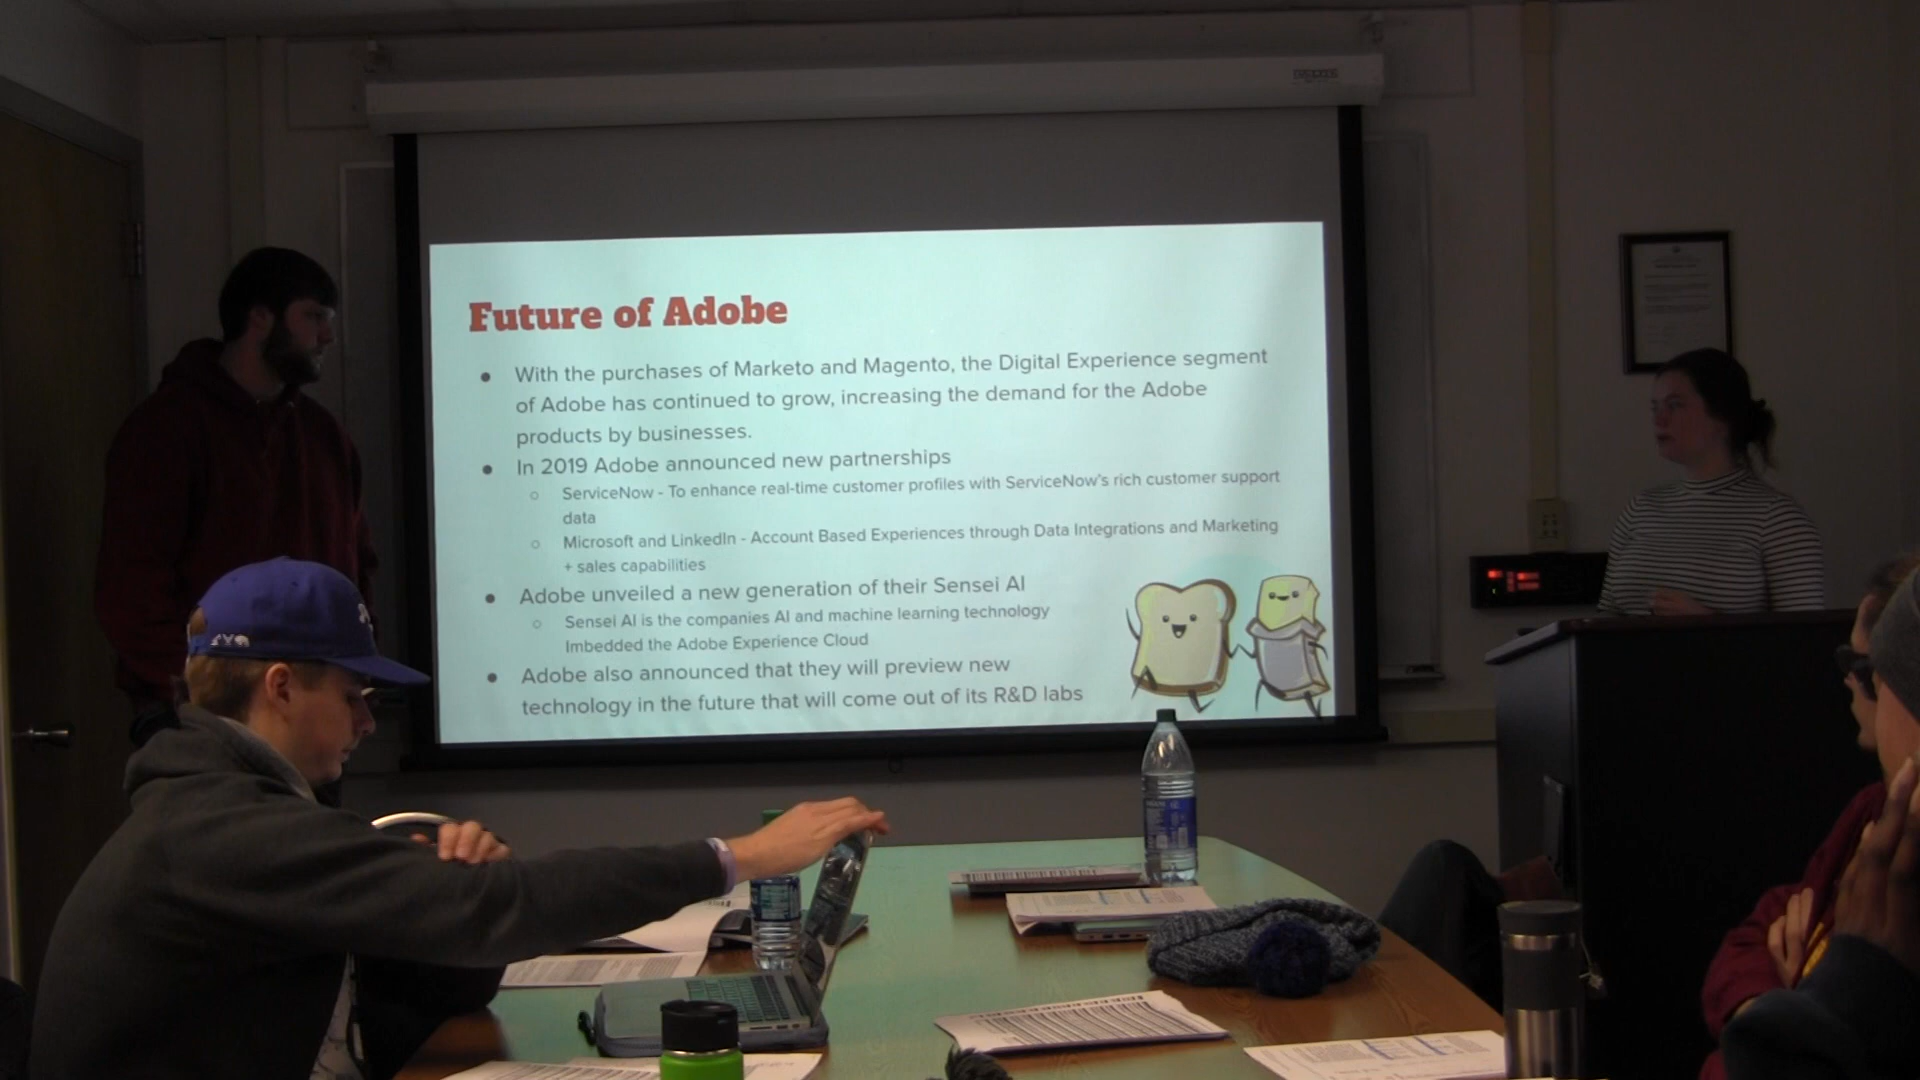 Future of Adobe
With the purchases of Marketo and Magento, the Digital Experience segment
of Adobe has continued to grow, increasing the demand for the Adobe
products by businesses.
In 2019 Adobe announced new partnerships
ServiceNow - To enhance real-time customer profiles with ServiceNow's rich customer support
data
Microsoft and LinkedIn - Account Based Experiences through Data Integrations and Marketing
+ sales capabilities
Adobe unveiled a new generation of their Sensei AI
Sensei AI is the companies AI and machine learning technology
Imbedded the Adobe Experience Cloud
Adobe also announced that they will preview new
technology in the future that will come out of its R&D labs